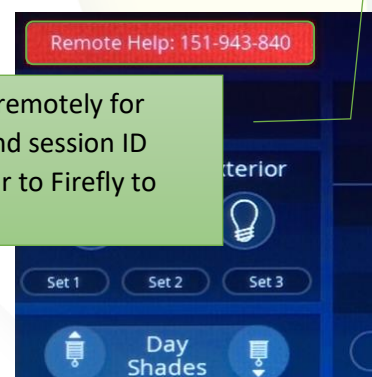 Remote Help: 151-943-840
remotely for
nd session ID
r to Firefly to
terior
Set 1 Set 2 Set 3
Day
Shades